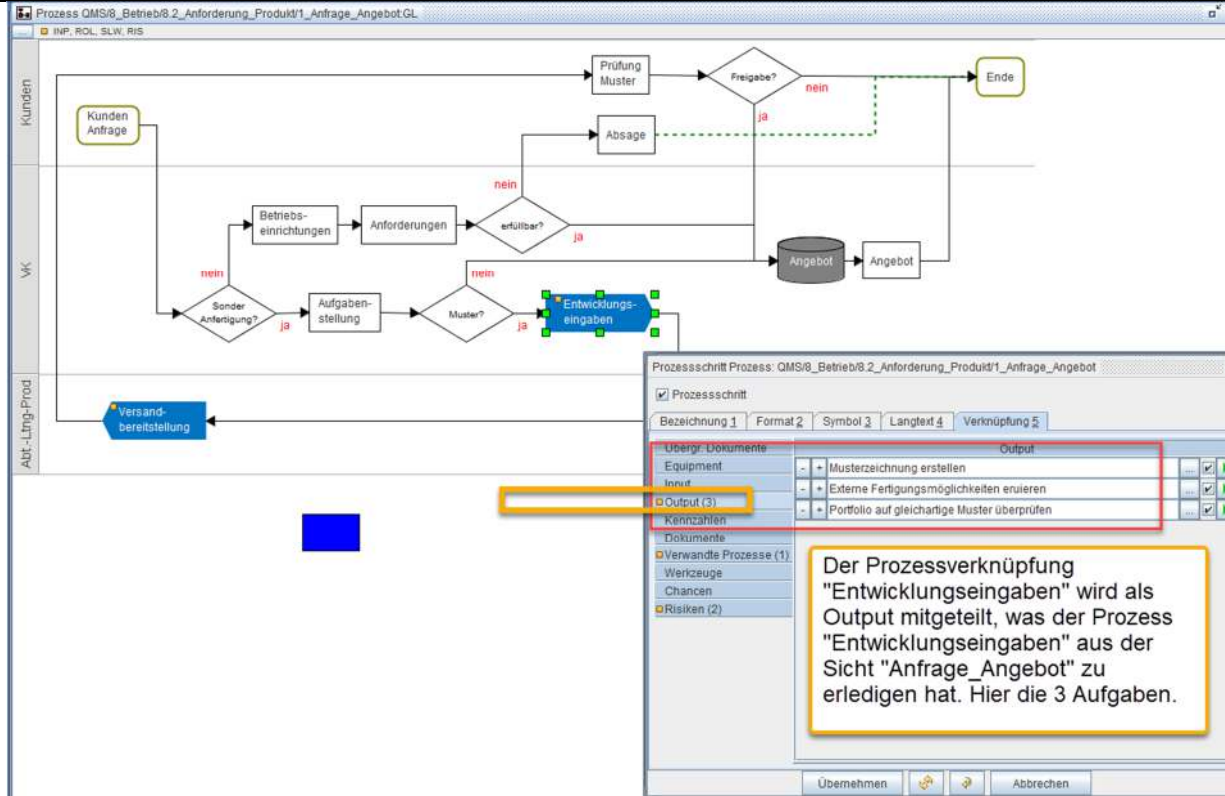 Prozess QMS/8_Betrieb/8.2_Anforderung_Produkt/1_Anfrage_Angebot:GL
...
INP, ROL, SLW, RIS
Kunden
Kunden
Anfrage
Prüfung
Muster
Freigabe?
nein
ja
Ende
Absage
VK
nein
Betriebs-
einrichtungen
Anforderungen
erfüllbar?
ja
Angebot
Angebot
nein
nein
Sonder
Anfertigung?
ja
Aufgaben-
stellung
Muster?
ja
Entwicklungs-
eingaben
Abt.-Ltng-Prod
Versand-
bereitstellung
Prozessschritt Prozess: QMS/8_Betrieb/8.2_Anforderung_Produkt/1_Anfrage_Angebot
Prozessschritt
Bezeichnung 1
Format 2
Symbol 3
Langtext 4
Verknüpfung 5
Übergr. Dokumente
Equipment
Input
Output (3)
Kennzahlen
Dokumente
Verwandte Prozesse (1)
Werkzeuge
Chancen
Risiken (2)
Output
- + Musterzeichnung erstellen ...
- + Externe Fertigungsmöglichkeiten eruieren ...
- + Portfolio auf gleichartige Muster überprüfen ...
Der Prozessverknüpfung
"Entwicklungseingaben" wird als
Output mitgeteilt, was der Prozess
"Entwicklungseingaben" aus der
Sicht "Anfrage_Angebot" zu
erledigen hat. Hier die 3 Aufgaben.
Übernehmen
Abbrechen